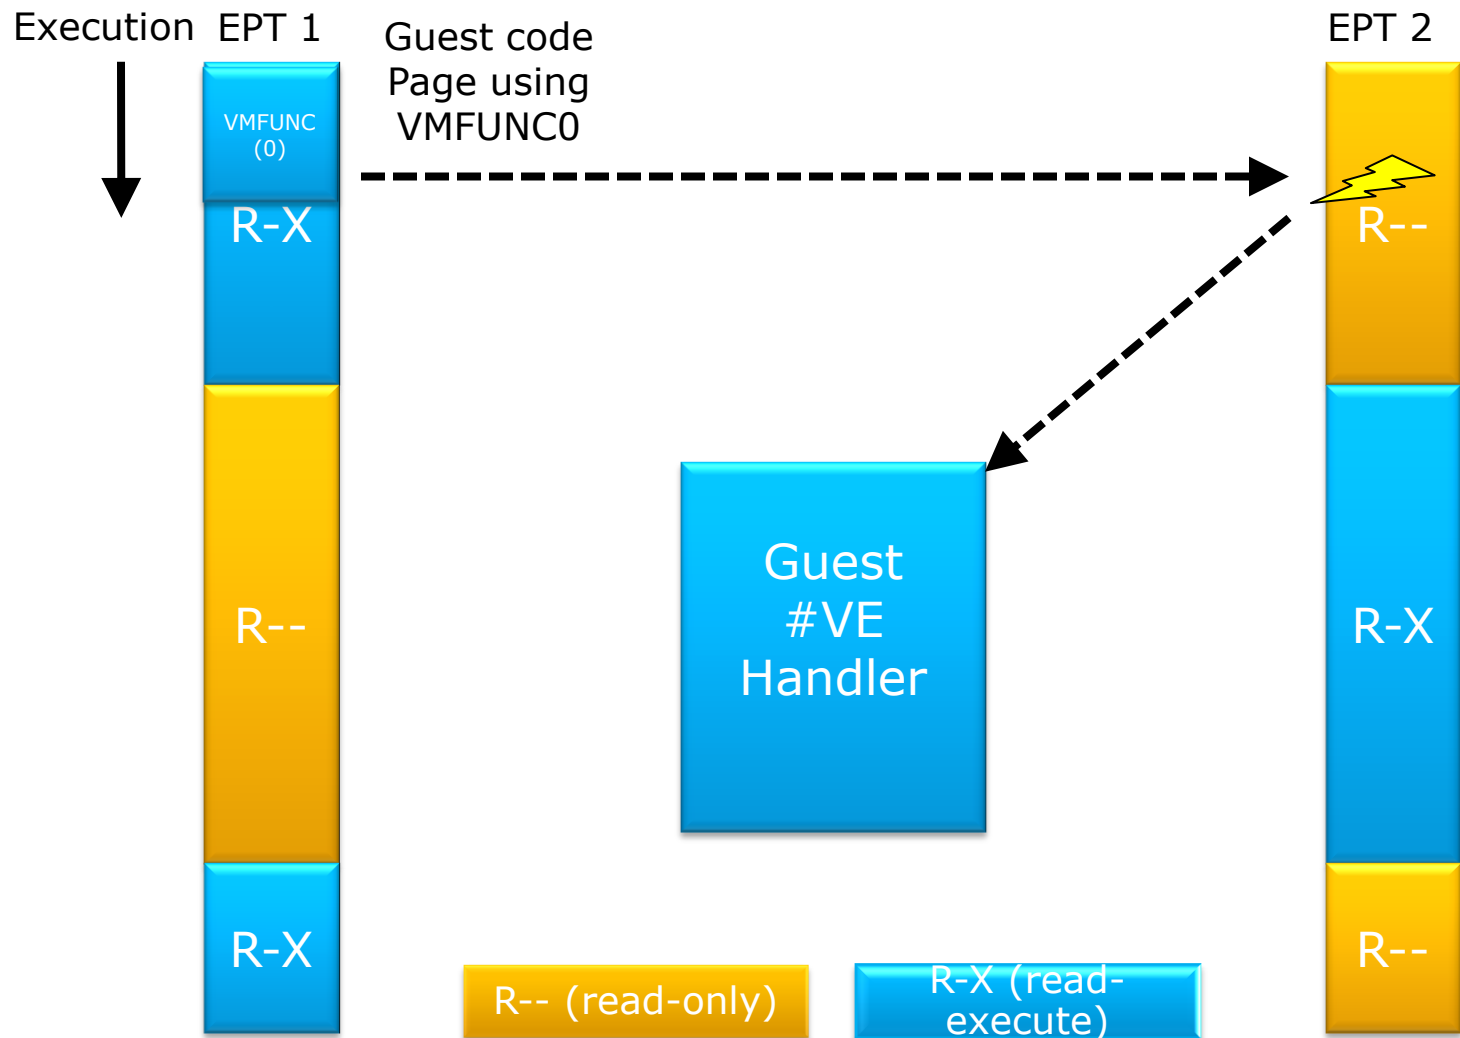 Execution
EPT 1
Guest code
Page using
VMFUNC0
EPT 2
VMFUNC
(0)
R-X
R--
R--
R-X
Guest
#VE
Handler
R-X
R--
R--
R-- (read-only)
R-X (read-
execute)